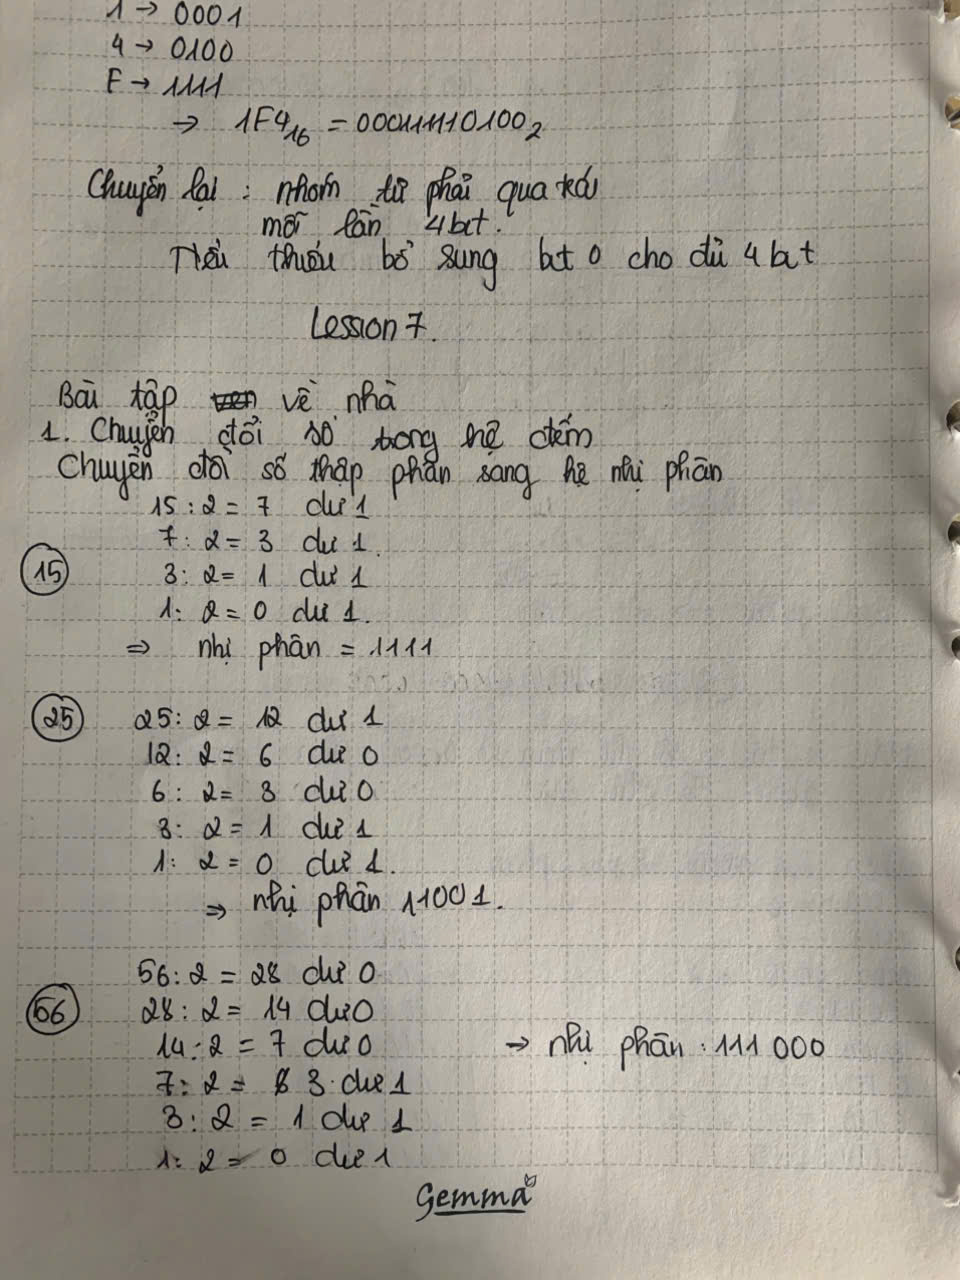 1 → 0001
4 → 0100
F → 1111
→ 1F4₁₆ = 000111110100₂
Chuyển lại : nhóm từ phải qua trái
mỗi lần 4 bit.
Nếu thiếu bổ sung bit 0 cho đủ 4 bit
Lession 7.
Bài tập về nhà
1. Chuyển đổi số trong hệ đếm
Chuyển đổi số thập phân sang hệ nhị phân
15 : 2 = 7 dư 1
7 : 2 = 3 dư 1.
15
3 : 2 = 1 dư 1
1 : 2 = 0 dư 1.
⇒ nhị phân = 1111
25 25 : 2 = 12 dư 1
12 : 2 = 6 dư 0
6 : 2 = 3 dư 0
3 : 2 = 1 dư 1
1 : 2 = 0 dư 1.
⇒ nhị phân 11001.
56 : 2 = 28 dư 0
56 28 : 2 = 14 dư 0
14 : 2 = 7 dư 0 → nhị phân : 111 000
7 : 2 = 3 dư 1
3 : 2 = 1 dư 1
1 : 2 = 0 dư 1
Gemma